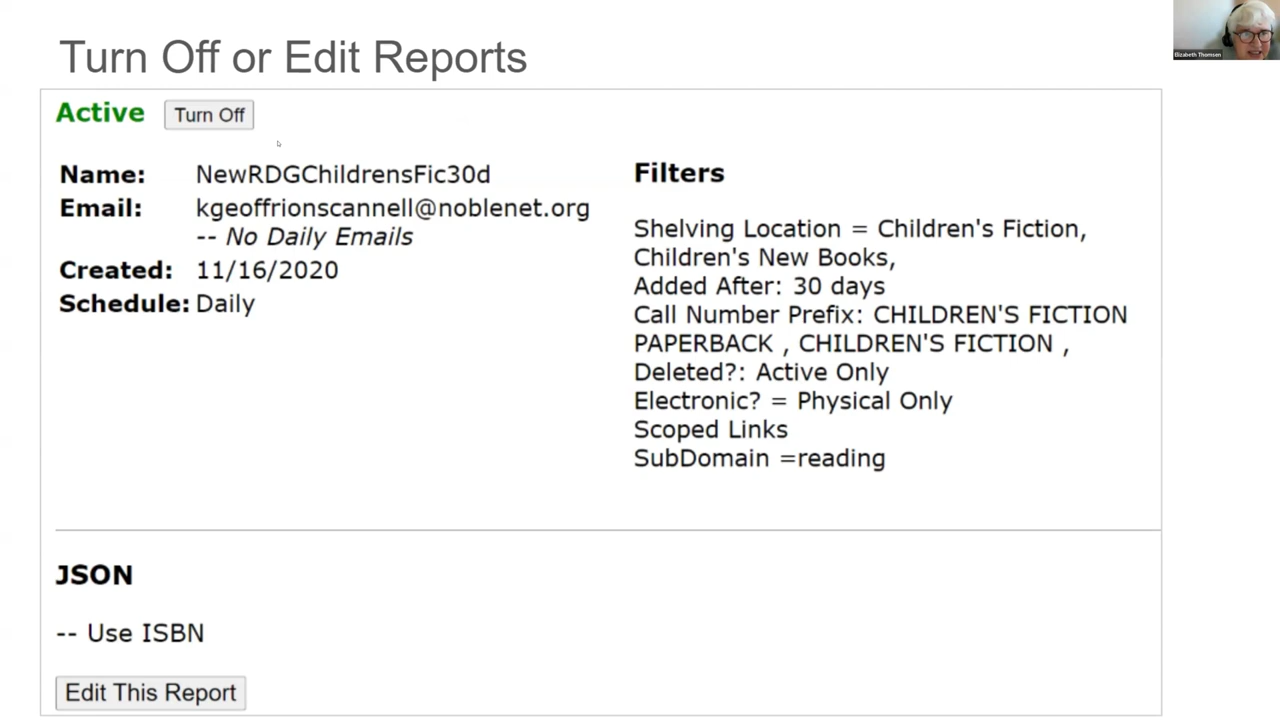 Turn Off or Edit Reports
Elizabeth Thomsen
Active Turn Off
Name: NewRDGChildrensFic30d
Email: kgeoffrionscannell@noblenet.org
-- No Daily Emails
Created: 11/16/2020
Schedule: Daily
Filters
Shelving Location = Children's Fiction,
Children's New Books,
Added After: 30 days
Call Number Prefix: CHILDREN'S FICTION
PAPERBACK , CHILDREN'S FICTION ,
Deleted?: Active Only
Electronic? = Physical Only
Scoped Links
SubDomain =reading
JSON
-- Use ISBN
Edit This Report